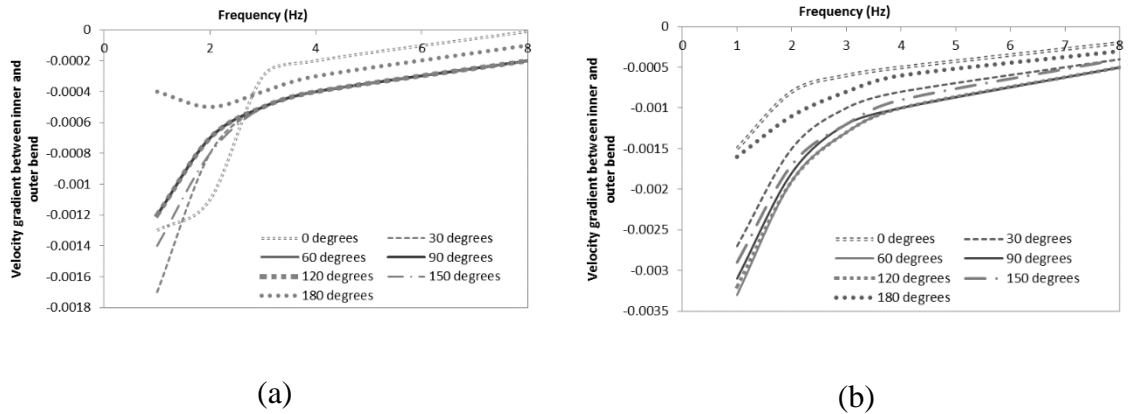 Frequency (Hz)
0
2
4
6
8
-0
-0.0002
-0.0004
-0.0006
-0.0008
-0.001
-0.0012
-0.0014
-0.0016
-0.0018
Velocity gradient between inner and
outer bend
0 degrees
30 degrees
60 degrees
90 degrees
120 degrees
150 degrees
180 degrees
(a)
Frequency (Hz)
0
1
2
3
4
5
6
7
8
0
-0.0005
-0.001
-0.0015
-0.002
-0.0025
-0.003
-0.0035
Velocity gradient between inner and
outer bend
0 degrees
30 degrees
60 degrees
90 degrees
120 degrees
150 degrees
180 degrees
(b)